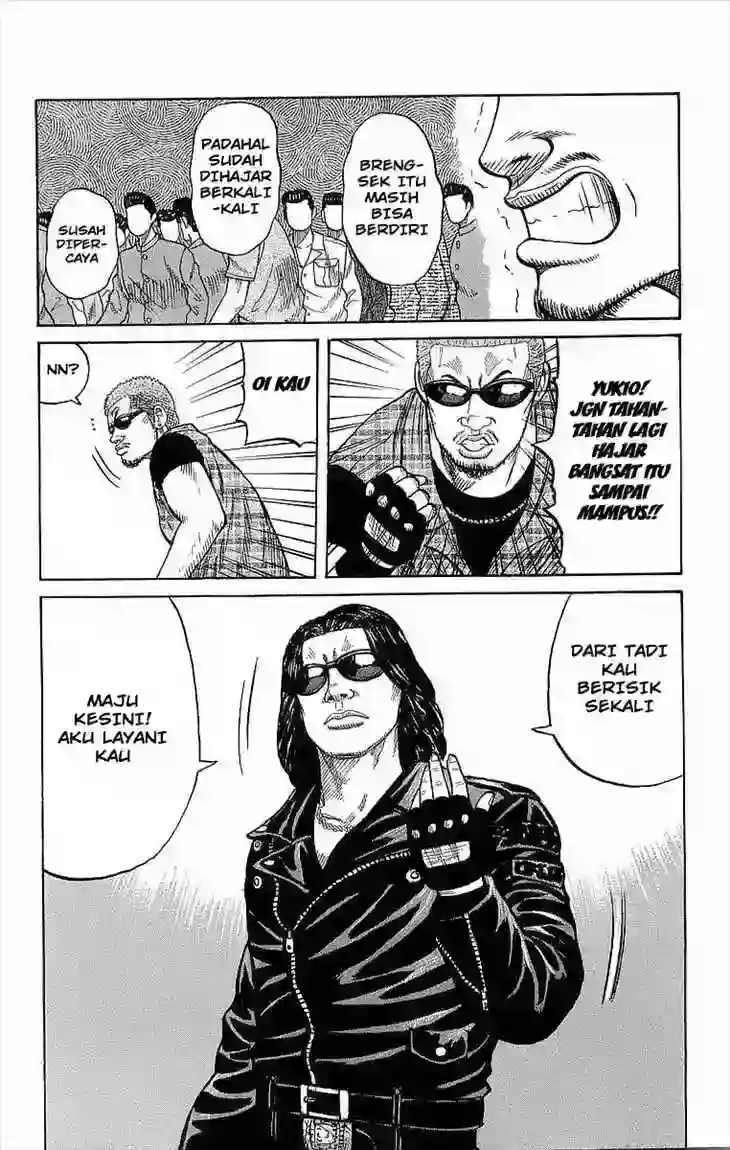 BRENG-
SEK ITU
MASIH
BISA
BERDIRI
PADAHAL
SUDAH
DIHAJAR
BERKALI
-KALI
SUSAH
DIPER-
CAYA
YUKIO!
JGN TAHAN-
TAHAN LAGI
HAJAR
BANGSAT ITU
SAMPAI
MAMPUS!!
OI KAU
NN?
DARI TADI
KAU
BERISIK
SEKALI
MAJU
KESINI!
AKU LAYANI
KAU